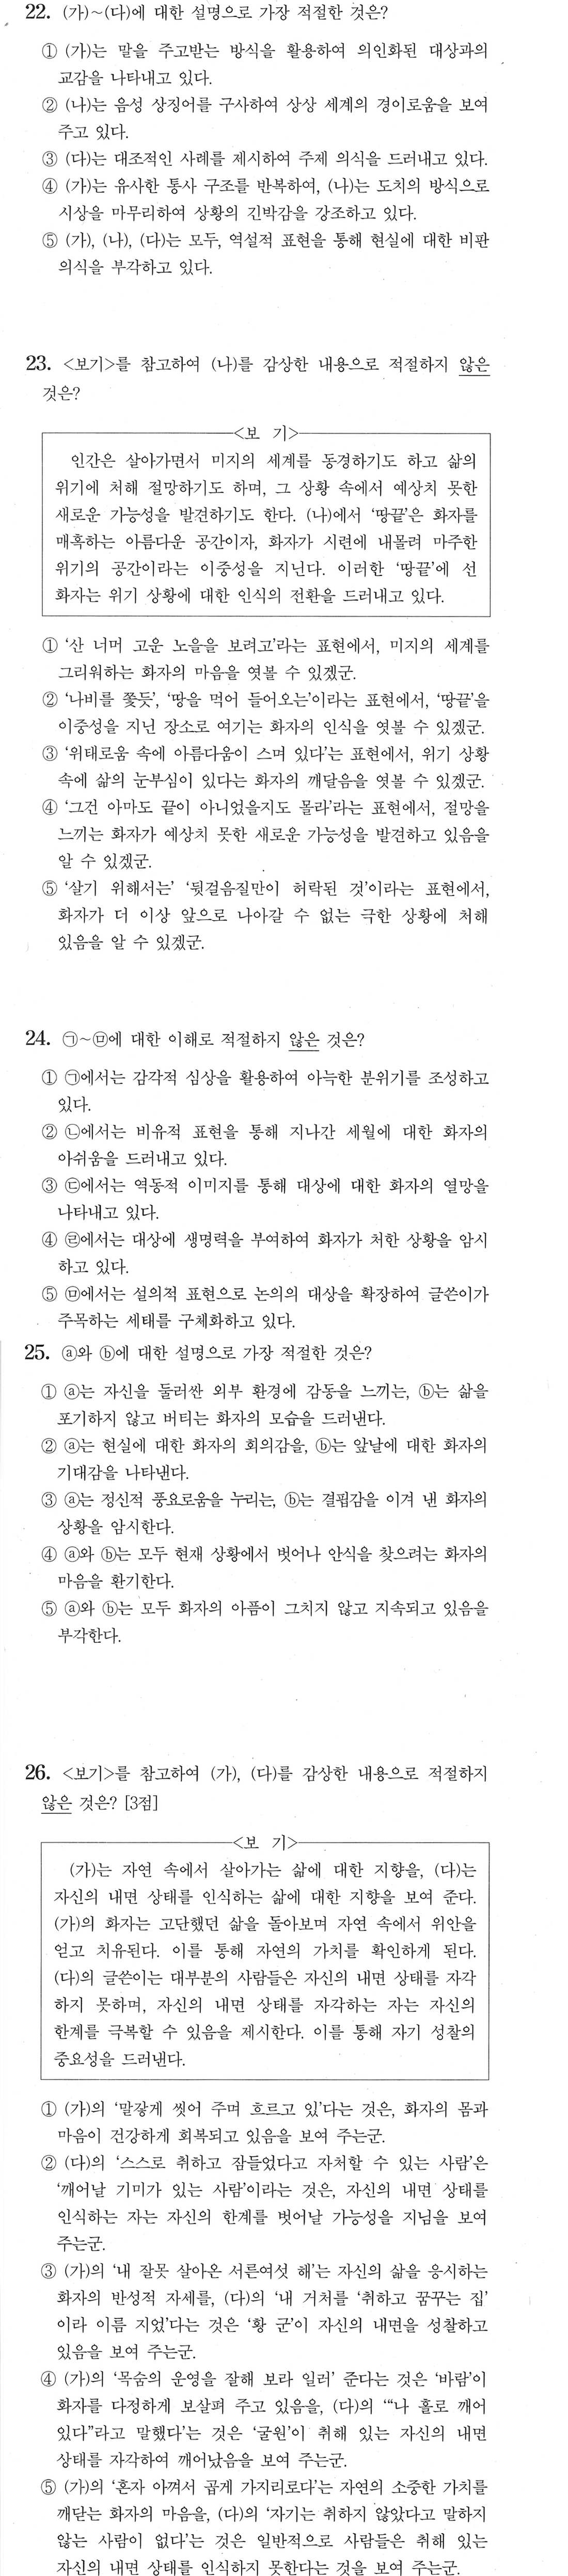 22. (가)~(다)에 대한 설명으로 가장 적절한 것은?
① (가)는 말을 주고받는 방식을 활용하여 의인화된 대상과의
교감을 나타내고 있다.
② (나)는 음성 상징어를 구사하여 상상 세계의 경이로움을 보여
주고 있다.
③ (다)는 대조적인 사례를 제시하여 주제 의식을 드러내고 있다.
④ (가)는 유사한 통사 구조를 반복하여, (나)는 도치의 방식으로
시상을 마무리하여 상황의 긴박감을 강조하고 있다.
⑤ (가), (나), (다)는 모두, 역설적 표현을 통해 현실에 대한 비판
의식을 부각하고 있다.
23. <보기>를 참고하여 (나)를 감상한 내용으로 적절하지 않은
것은?
<보 기>
인간은 살아가면서 미지의 세계를 동경하기도 하고 삶의
위기에 처해 절망하기도 하며, 그 상황 속에서 예상치 못한
새로운 가능성을 발견하기도 한다. (나)에서 ‘땅끝’은 화자를
매혹하는 아름다운 공간이자, 화자가 시련에 내몰려 마주한
위기의 공간이라는 이중성을 지닌다. 이러한 ‘땅끝’에 선
화자는 위기 상황에 대한 인식의 전환을 드러내고 있다.
① ‘산 너머 고운 노을을 보려고’라는 표현에서, 미지의 세계를
그리워하는 화자의 마음을 엿볼 수 있겠군.
② ‘나비를 쫓듯’, ‘땅을 먹어 들어오는’이라는 표현에서, ‘땅끝’을
이중성을 지닌 장소로 여기는 화자의 인식을 엿볼 수 있겠군.
③ ‘위태로움 속에 아름다움이 스며 있다’는 표현에서, 위기 상황
속에 삶의 눈부심이 있다는 화자의 깨달음을 엿볼 수 있겠군.
④ ‘그건 아마도 끝이 아니었을지도 몰라’라는 표현에서, 절망을
느끼는 화자가 예상치 못한 새로운 가능성을 발견하고 있음을
알 수 있겠군.
⑤ ‘살기 위해서는’ ‘뒷걸음질만이 허락된 것’이라는 표현에서,
화자가 더 이상 앞으로 나아갈 수 없는 극한 상황에 처해
있음을 알 수 있겠군.
24. ㉠~㉤에 대한 이해로 적절하지 않은 것은?
① ㉠에서는 감각적 심상을 활용하여 아늑한 분위기를 조성하고
있다.
② ㉡에서는 비유적 표현을 통해 지나간 세월에 대한 화자의
아쉬움을 드러내고 있다.
③ ㉢에서는 역동적 이미지를 통해 대상에 대한 화자의 열망을
나타내고 있다.
④ ㉣에서는 대상에 생명력을 부여하여 화자가 처한 상황을 암시
하고 있다.
⑤ ㉤에서는 설의적 표현으로 논의의 대상을 확장하여 글쓴이가
주목하는 세태를 구체화하고 있다.
25. ⓐ와 ⓑ에 대한 설명으로 가장 적절한 것은?
① ⓐ는 자신을 둘러싼 외부 환경에 감동을 느끼는, ⓑ는 삶을
포기하지 않고 버티는 화자의 모습을 드러낸다.
② ⓐ는 현실에 대한 화자의 회의감을, ⓑ는 앞날에 대한 화자의
기대감을 나타낸다.
③ ⓐ는 정신적 풍요로움을 누리는, ⓑ는 결핍감을 이겨 낸 화자의
상황을 암시한다.
④ ⓐ와 ⓑ는 모두 현재 상황에서 벗어나 안식을 찾으려는 화자의
마음을 환기한다.
⑤ ⓐ와 ⓑ는 모두 화자의 아픔이 그치지 않고 지속되고 있음을
부각한다.
26. <보기>를 참고하여 (가), (다)를 감상한 내용으로 적절하지
않은 것은? [3점]
<보 기>
(가)는 자연 속에서 살아가는 삶에 대한 지향을, (다)는
자신의 내면 상태를 인식하는 삶에 대한 지향을 보여 준다.
(가)의 화자는 고단했던 삶을 돌아보며 자연 속에서 위안을
얻고 치유된다. 이를 통해 자연의 가치를 확인하게 된다.
(다)의 글쓴이는 대부분의 사람들은 자신의 내면 상태를 자각
하지 못하며, 자신의 내면 상태를 자각하는 자는 자신의
한계를 극복할 수 있음을 제시한다. 이를 통해 자기 성찰의
중요성을 드러낸다.
① (가)의 ‘말갛게 씻어 주며 흐르고 있’다는 것은, 화자의 몸과
마음이 건강하게 회복되고 있음을 보여 주는군.
② (다)의 ‘스스로 취하고 잠들었다고 자처할 수 있는 사람’은
‘깨어날 기미가 있는 사람’이라는 것은, 자신의 내면 상태를
인식하는 자는 자신의 한계를 벗어날 가능성을 지님을 보여
주는군.
③ (가)의 ‘내 잘못 살아온 서른여섯 해’는 자신의 삶을 응시하는
화자의 반성적 자세를, (다)의 ‘내 거처를 ‘취하고 꿈꾸는 집’
이라 이름 지었’다는 것은 ‘황 군’이 자신의 내면을 성찰하고
있음을 보여 주는군.
④ (가)의 ‘목숨의 운영을 잘해 보라 일러’ 준다는 것은 ‘바람’이
화자를 다정하게 보살펴 주고 있음을, (다)의 ‘“나 홀로 깨어
있다”라고 말했다’는 것은 ‘굴원’이 취해 있는 자신의 내면
상태를 자각하여 깨어났음을 보여 주는군.
⑤ (가)의 ‘혼자 아껴서 곱게 가지리로다’는 자연의 소중한 가치를
깨닫는 화자의 마음을, (다)의 ‘자기는 취하지 않았다고 말하지
않는 사람이 없다’는 것은 일반적으로 사람들은 취해 있는
자신의 내면 상태를 인식하지 못한다는 것을 보여 주는군.